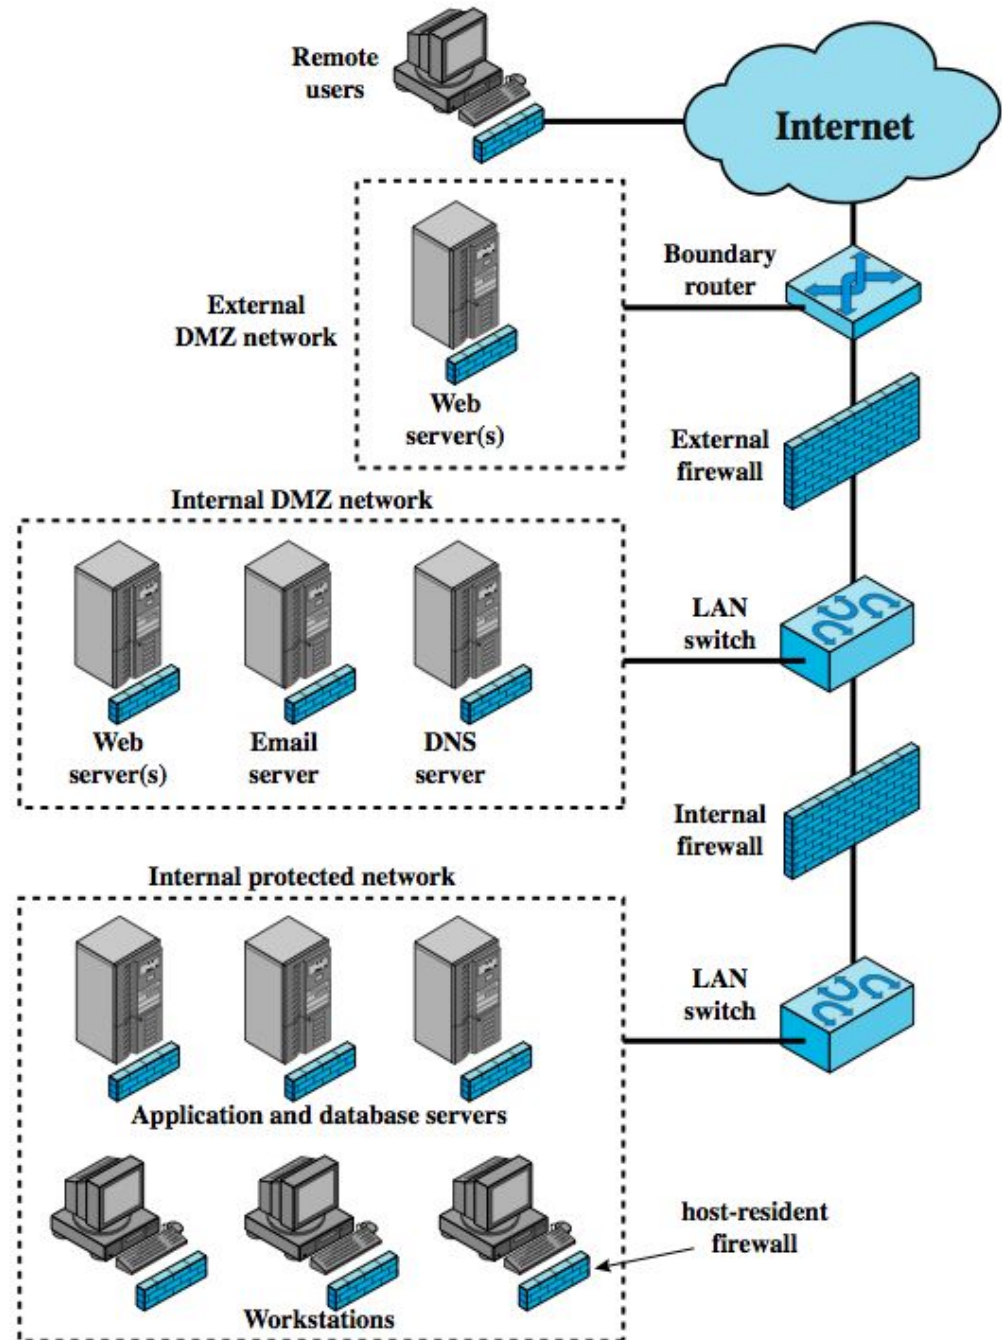 Remote
users
Internet
Boundary
router
External
DMZ network
Web
server(s)
External
firewall
Internal DMZ network
LAN
switch
Web
server(s)
Email
server
DNS
server
Internal
firewall
Internal protected network
LAN
switch
Application and database servers
host-resident
firewall
Workstations